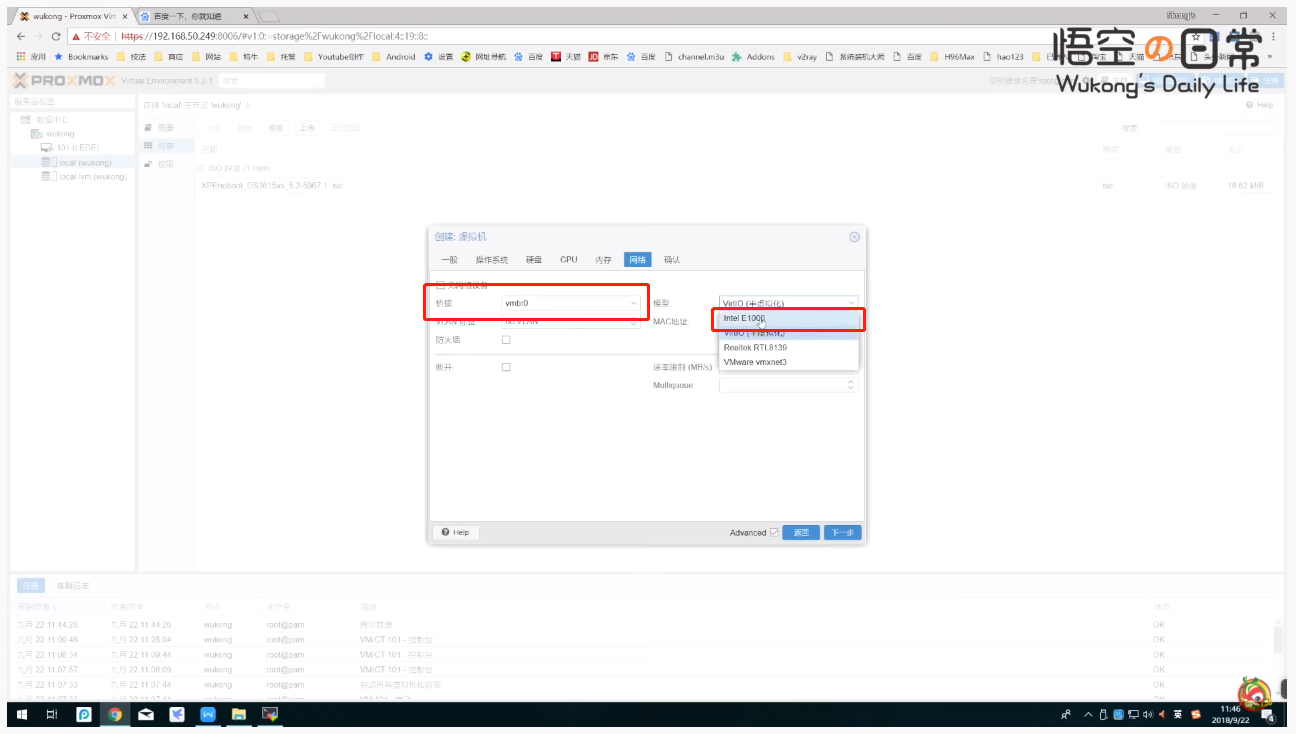 wukong - Proxmox Virt × 百度一下，你就知道 × 5kong's
不安全 https://192.168.50.249:8006/#v1:0:=storage%2Fwukong%2Flocal:4::19::8::
应用 Bookmarks 技法 商店 网站 特牛 托管 Youtube创作 Android 设置 网址导航 百度 天猫 京东 百度 channel.m3u Addons v2ray 系统装机大师 百度 H96Max hao123
悟空の日常
Wukong's Daily Life
PROXMOX Virtual Environment 5.2-1 搜索
服务器视图
存储 'local' 在节点 'wukong' 上
Help
数据中心
wukong
101 (LEDE)
local (wukong)
local-lvm (wukong)
概要
内容
权限
模板 上传
搜索:
名称 格式 类型 大小
ISO 映像 (1 Item)
XPEnoboot_DS3615xs_5.2-5967.1.iso iso ISO 映像 18.62 MiB
创建: 虚拟机
一般 操作系统 硬盘 CPU 内存 网络 确认
无网络设备
桥接 vmbr0 模型 VirtIO (半虚拟化)
VLAN 标签 no VLAN MAC地址:
防火墙
Intel E1000
VirtIO (半虚拟化)
Realtek RTL8139
VMware vmxnet3
断开 速率限制 (MB/s):
Multiqueue
Help Advanced 返回 下一步
任务 集群日志
开始时间 结束时间 节点 用户名 描述 状态
九月 22 11:44:26 九月 22 11:44:26 wukong root@pam 拷贝数据 OK
九月 22 11:09:46 九月 22 11:26:04 wukong root@pam VM/CT 101 - 控制台 OK
九月 22 11:08:34 九月 22 11:09:44 wukong root@pam VM/CT 101 - 控制台 OK
九月 22 11:07:57 九月 22 11:08:09 wukong root@pam VM/CT 101 - 控制台 OK
九月 22 11:07:33 九月 22 11:07:44 wukong root@pam 启动所有虚拟机和容器 OK
英
11:46
2018/9/22
4